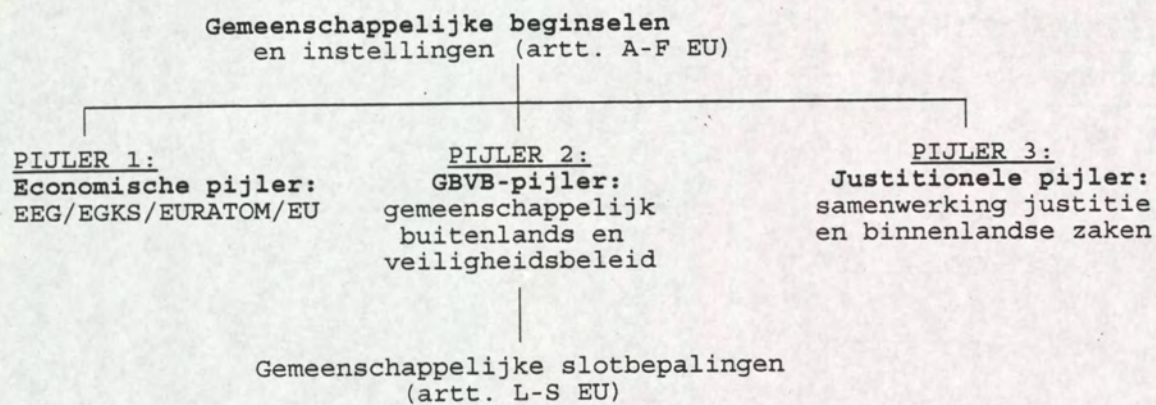 Gemeenschappelijke beginselen
en instellingen (artt. A-F EU)
PIJLER 1:
Economische pijler:
EEG/EGKS/EURATOM/EU
PIJLER 2:
GBVB-pijler:
gemeenschappelijk
buitenlands en
veiligheidsbeleid
PIJLER 3:
Justitionele pijler:
samenwerking justitie
en binnenlandse zaken
Gemeenschappelijke slotbepalingen
(artt. L-S EU)